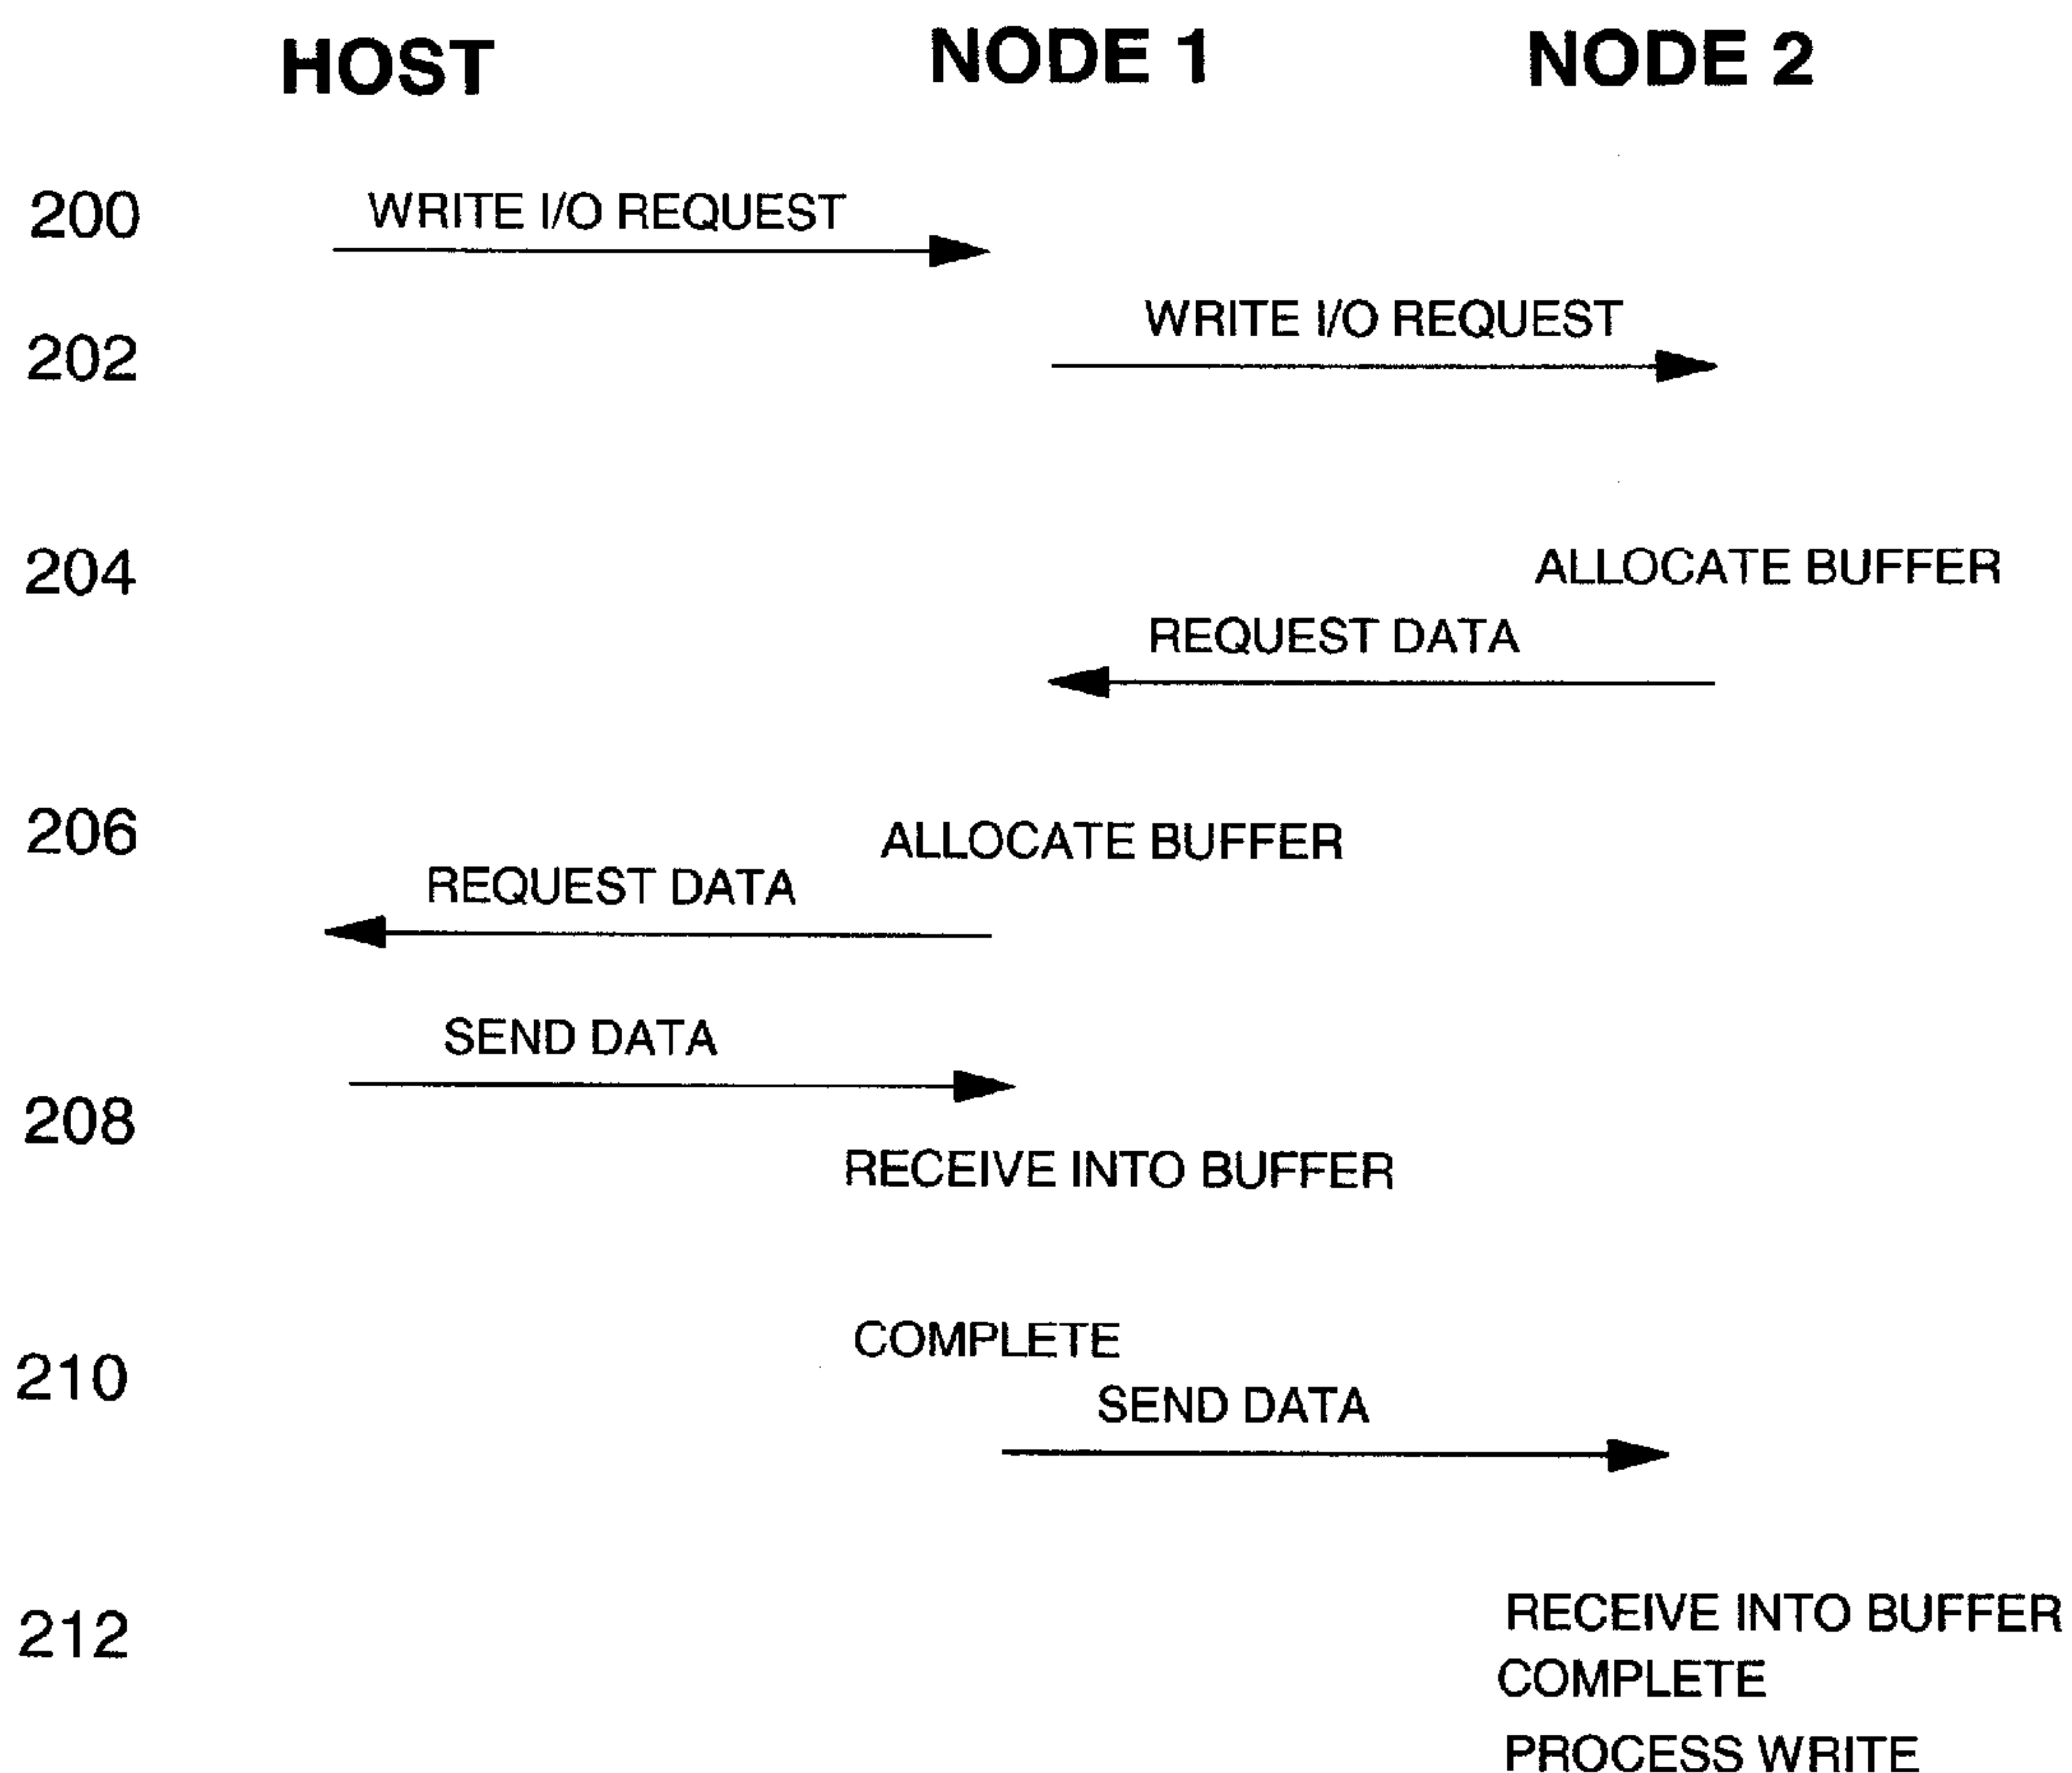 HOST NODE 1 NODE 2
200 WRITE I/O REQUEST
WRITE I/O REQUEST
202
204 ALLOCATE BUFFER
REQUEST DATA
206 ALLOCATE BUFFER
REQUEST DATA
SEND DATA
208
RECEIVE INTO BUFFER
COMPLETE
210
SEND DATA
RECEIVE INTO BUFFER
212
COMPLETE
PROCESS WRITE